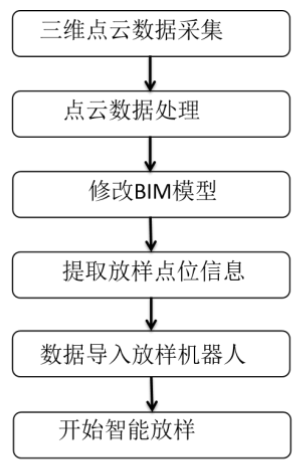 三维点云数据采集
点云数据处理
修改BIM模型
提取放样点位信息
数据导入放样机器人
开始智能放样